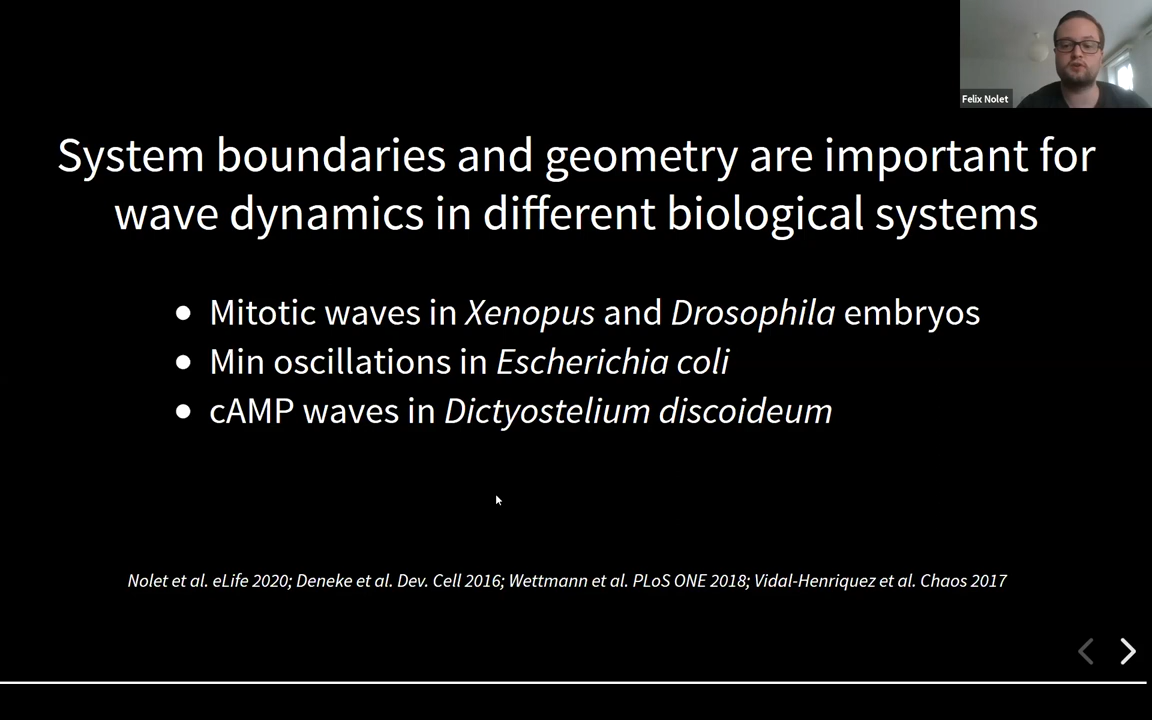 Felix Nolet
System boundaries and geometry are important for
wave dynamics in different biological systems
● Mitotic waves in Xenopus and Drosophila embryos
● Min oscillations in Escherichia coli
● cAMP waves in Dictyostelium discoideum
Nolet et al. eLife 2020; Deneke et al. Dev. Cell 2016; Wettmann et al. PLoS ONE 2018; Vidal-Henriquez et al. Chaos 2017